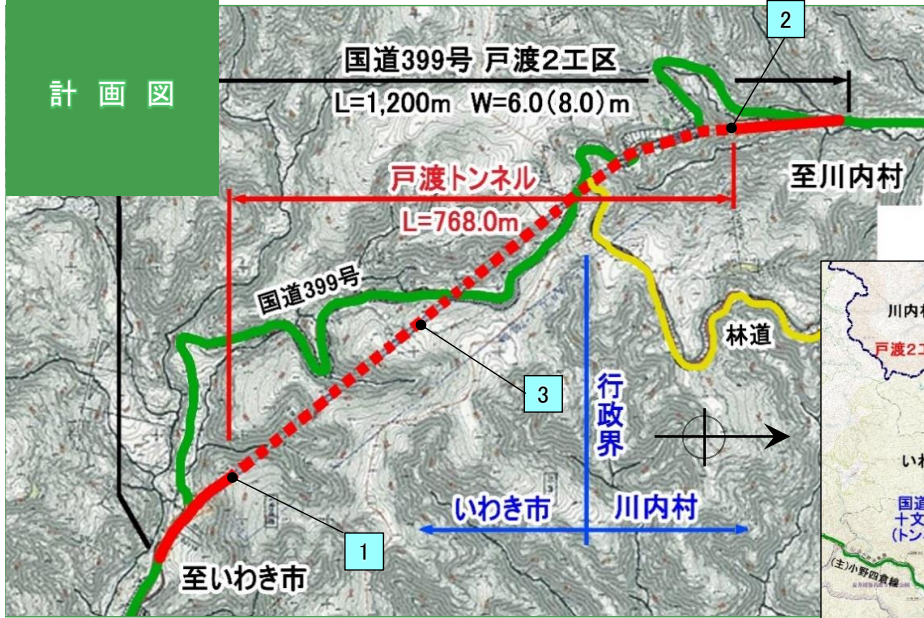 計画図
2
国道399号 戸渡2工区
L=1,200m W=6.0(8.0)m
戸渡トンネル
L=768.0m
至川内村
国道399号
林道
3
行政界
いわき市
川内村
1
至いわき市
川内村
戸渡2工
いわ
国道
十文
(トン
(主)小野四倉線